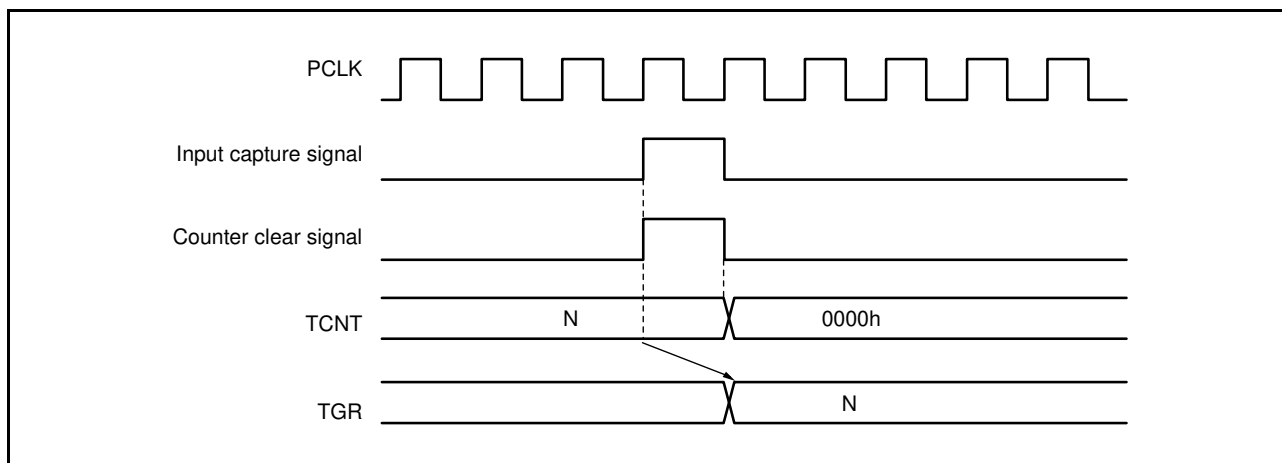 PCLK
Input capture signal
Counter clear signal
TCNT
N
0000h
TGR
N